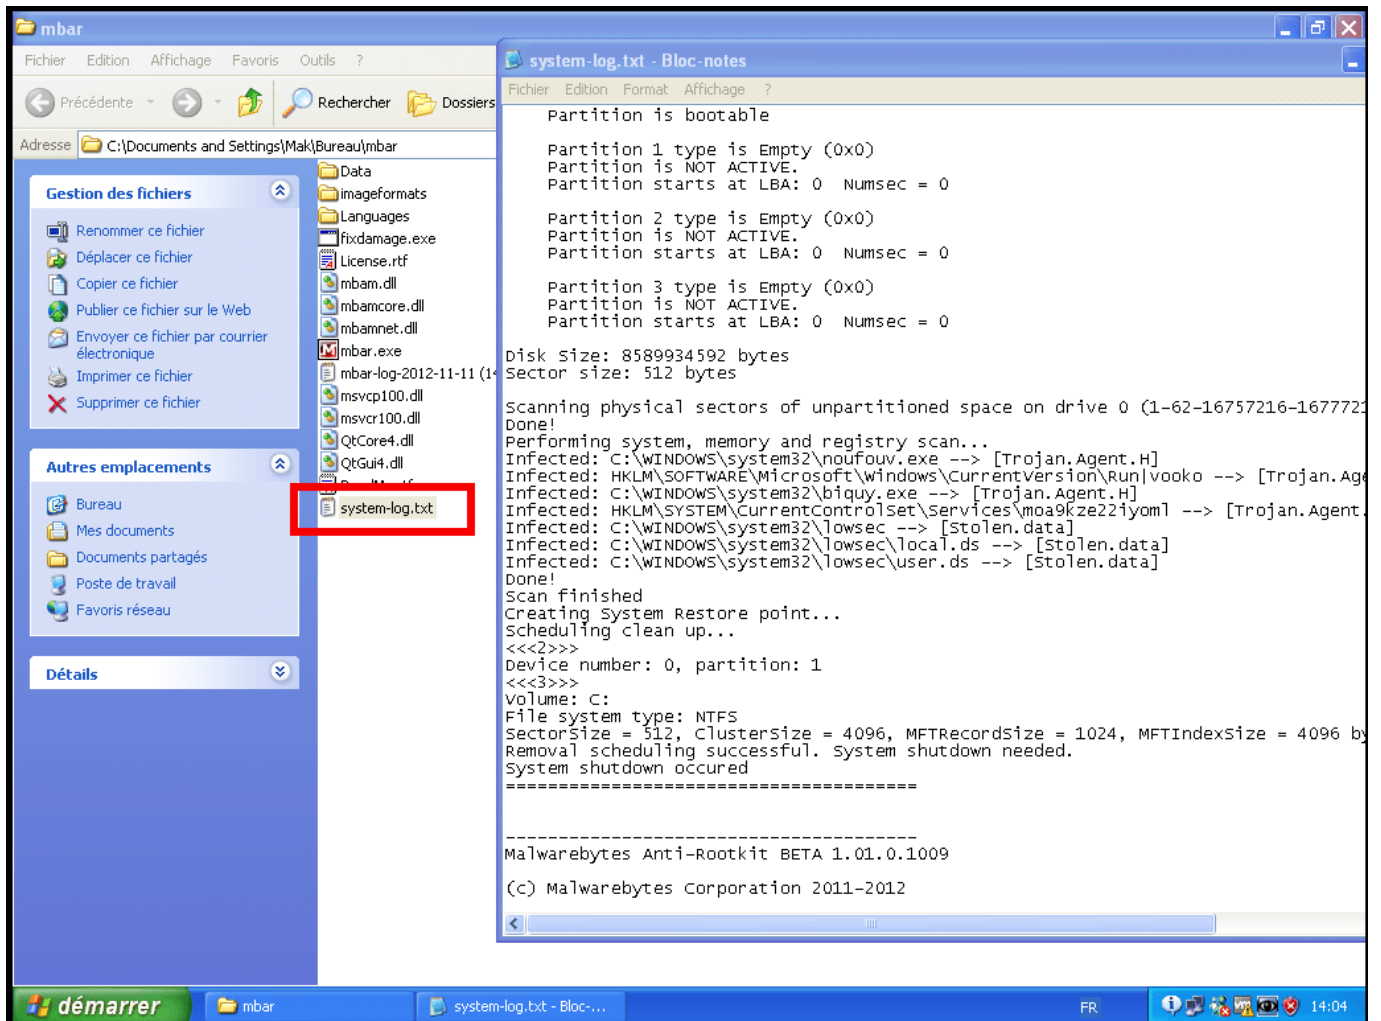 mbar
Fichier Edition Affichage Favoris Outils ?
Précédente Rechercher Dossiers
Adresse C:\Documents and Settings\Mak\Bureau\mbar
Gestion des fichiers
Renommer ce fichier
Déplacer ce fichier
Copier ce fichier
Publier ce fichier sur le Web
Envoyer ce fichier par courrier
électronique
Imprimer ce fichier
Supprimer ce fichier
Autres emplacements
Bureau
Mes documents
Documents partagés
Poste de travail
Favoris réseau
Détails
Data
imageformats
Languages
fixdamage.exe
License.rtf
mbam.dll
mbamcore.dll
mbamnet.dll
mbar.exe
mbar-log-2012-11-11 (1
msvcp100.dll
msvcr100.dll
QtCore4.dll
QtGui4.dll
system-log.txt
system-log.txt - Bloc-notes
Fichier Edition Format Affichage ?
Partition is bootable
Partition 1 type is Empty (0x0)
Partition is NOT ACTIVE.
Partition starts at LBA: 0 Numsec = 0
Partition 2 type is Empty (0x0)
Partition is NOT ACTIVE.
Partition starts at LBA: 0 Numsec = 0
Partition 3 type is Empty (0x0)
Partition is NOT ACTIVE.
Partition starts at LBA: 0 Numsec = 0
Disk Size: 8589934592 bytes
Sector size: 512 bytes
Scanning physical sectors of unpartitioned space on drive 0 (1-62-16757216-1677721
Done!
Performing system, memory and registry scan...
Infected: C:\WINDOWS\system32\noufouv.exe --> [Trojan.Agent.H]
Infected: HKLM\SOFTWARE\Microsoft\Windows\CurrentVersion\Run|vooko --> [Trojan.Age
Infected: C:\WINDOWS\system32\biquy.exe --> [Trojan.Agent.H]
Infected: HKLM\SYSTEM\CurrentControlSet\Services\moa9kze22iyoml --> [Trojan.Agent.
Infected: C:\WINDOWS\system32\lowsec --> [Stolen.data]
Infected: C:\WINDOWS\system32\lowsec\local.ds --> [Stolen.data]
Infected: C:\WINDOWS\system32\lowsec\user.ds --> [Stolen.data]
Done!
Scan finished
Creating System Restore point...
Scheduling clean up...
<<<2>>>
Device number: 0, partition: 1
<<<3>>>
Volume: C:
File system type: NTFS
SectorSize = 512, ClusterSize = 4096, MFTRecordSize = 1024, MFTIndexSize = 4096 by
Removal scheduling successful. System shutdown needed.
System shutdown occured
=======================================
---------------------------------------
Malwarebytes Anti-Rootkit BETA 1.01.0.1009
(c) Malwarebytes Corporation 2011-2012
démarrer mbar system-log.txt - Bloc-... FR 14:04